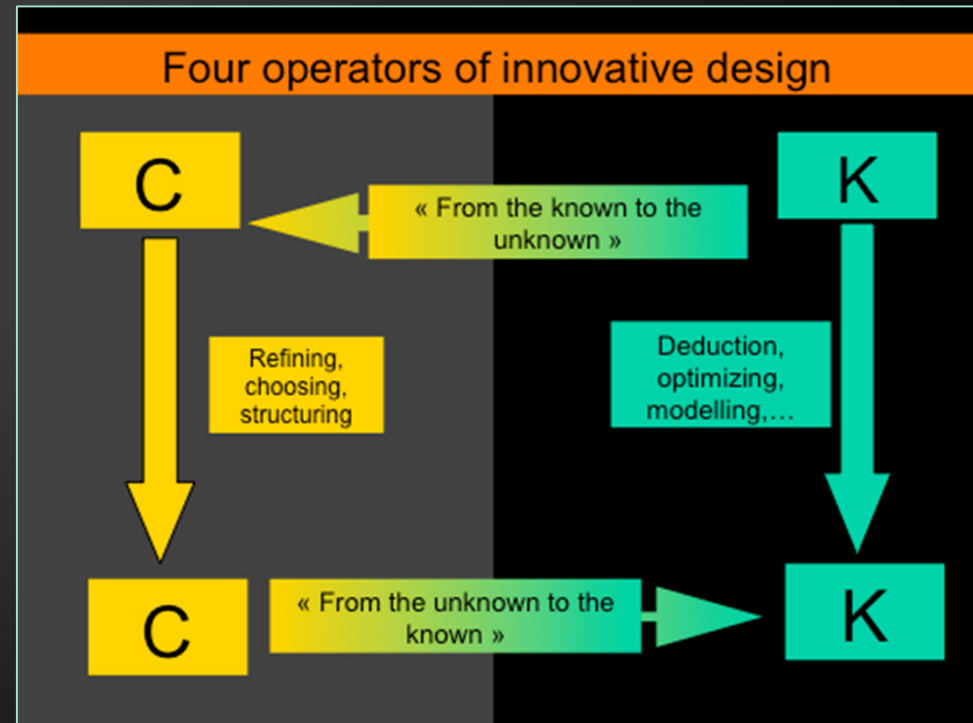 Four operators of innovative design
C
K
« From the known to the
unknown »
Refining,
choosing,
structuring
Deduction,
optimizing,
modelling,...
C
« From the unknown to the
known »
K